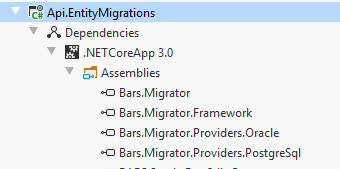 Api.EntityMigrations
Dependencies
.NETCoreApp 3.0
Assemblies
Bars.Migrator
Bars.Migrator.Framework
Bars.Migrator.Providers.Oracle
Bars.Migrator.Providers.PostgreSql